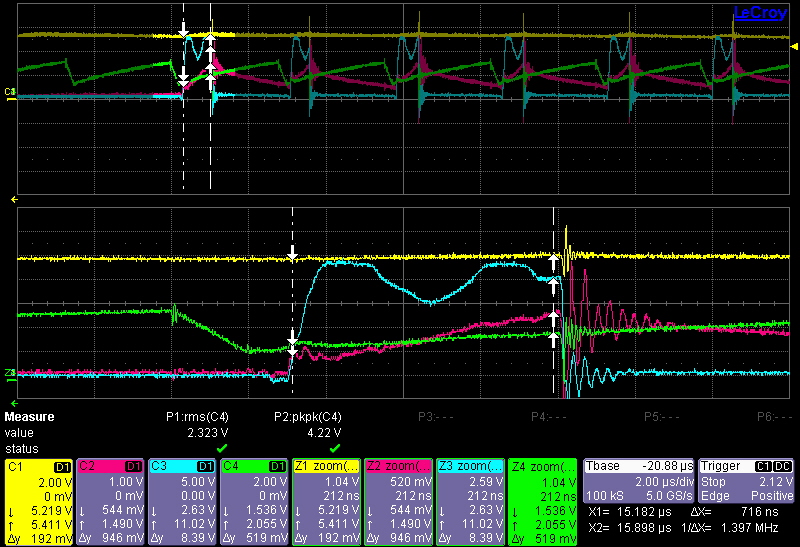 LeCroy
C3
Z3
Measure P1:rms(C4) P2:pkpk(C4) P3:--- P4:--- P5:--- P6:---
value 2.323 V 4.22 V
status
C1 D1 C2 D1 C3 D1 C4 D1 Z1 zoom(... Z2 zoom(... Z3 zoom(... Z4 zoom(... Tbase -20.88 µs Trigger C1 DC
2.00 V 1.00 V 5.00 V 2.00 V 1.04 V 520 mV 2.59 V 1.04 V 2.00 µs/div Stop 2.12 V
0 mV 0.00 V 0.00 V 0 mV 212 ns 212 ns 212 ns 212 ns 100 kS 5.0 GS/s Edge Positive
↓ 5.219 V ↓ 544 mV ↓ 2.63 V ↓ 1.536 V ↓ 5.219 V ↓ 544 mV ↓ 2.63 V ↓ 1.536 V X1= 15.182 µs ΔX= 716 ns
↑ 5.411 V ↑ 1.490 V ↑ 11.02 V ↑ 2.055 V ↑ 5.411 V ↑ 1.490 V ↑ 11.02 V ↑ 2.055 V X2= 15.898 µs 1/ΔX= 1.397 MHz
Δy 192 mV Δy 946 mV Δy 8.39 V Δy 519 mV Δy 192 mV Δy 946 mV Δy 8.39 V Δy 519 mV